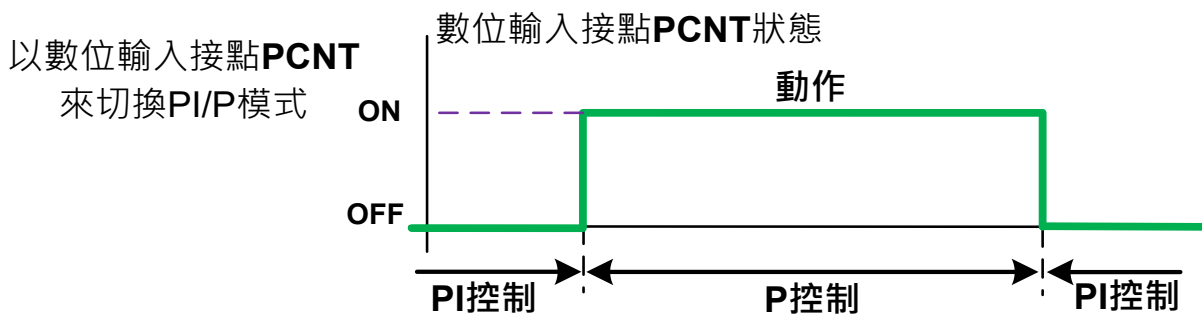 以數位輸入接點PCNT
來切換PI/P模式
數位輸入接點PCNT狀態
動作
ON
OFF
PI控制
P控制
PI控制